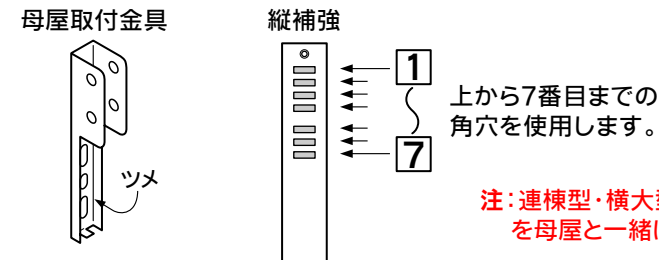 母屋取付金具
縦補強
1
上から7番目までの
角穴を使用します。
7
ツメ
注：連棟型・横大
を母屋と一緒